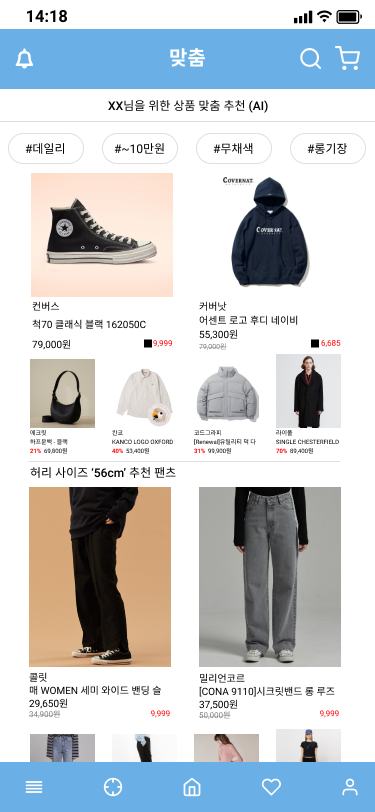 14:18
맞춤
XX님을 위한 상품 맞춤 추천 (AI)
#데일리
#~10만원
#무채색
#롱기장
COVERNAT
COVERNAT
컨버스
척70 클래식 블랙 162050C
79,000원
9,999
커버낫
어센트 로고 후디 네이비
55,300원
79,000원
6,685
예크릿
하프문백 - 블랙
21% 69,800원
칸코
KANCO LOGO OXFORD
40% 53,400원
코드그라피
[Renewal]유틸리티 덕 다
31% 99,900원
라이풀
SINGLE CHESTERFIELD
70% 89,400원
허리 사이즈 ‘56cm’ 추천 팬츠
콜릿
매 WOMEN 세미 와이드 밴딩 슬
29,650원
34,900원
9,999
밀리언코르
[CONA 9110]시크릿밴드 롱 루즈
37,500원
50,000원
9,999